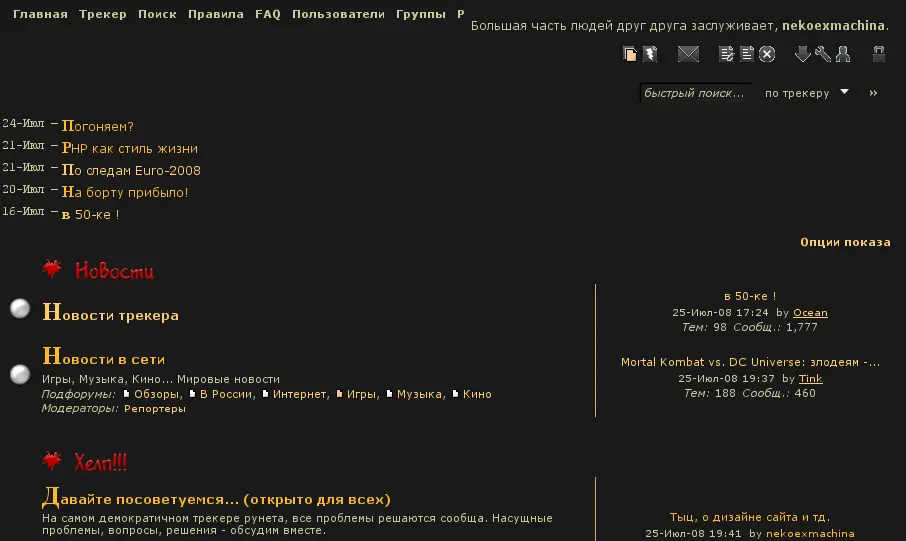 Главная Трекер Поиск Правила FAQ Пользователи Группы Р
Большая часть людей друг друга заслуживает, nekoexmachina.
быстрый поиск... по трекеру »
24-Июл — Погоняем?
21-Июл — PHP как стиль жизни
21-Июл — По следам Euro-2008
20-Июл — На борту прибыло!
16-Июл — в 50-ке !
Опции показа
Новости
Новости трекера
в 50-ке !
25-Июл-08 17:24 by Ocean
Тем: 98 Сообщ.: 1,777
Новости в сети
Игры, Музыка, Кино... Мировые новости
Подфорумы: Обзоры, В России, Интернет, Игры, Музыка, Кино
Модераторы: Репортеры
Mortal Kombat vs. DC Universe: злодеям -...
25-Июл-08 19:37 by Tink
Тем: 188 Сообщ.: 460
Хелп!!!
Давайте посоветуемся... (открыто для всех)
На самом демократичном трекере рунета, все проблемы решаются сообща. Насущные
проблемы, вопросы, решения - обсудим вместе.
Тыц, о дизайне сайта и тд.
25-Июл-08 19:41 by nekoexmachina